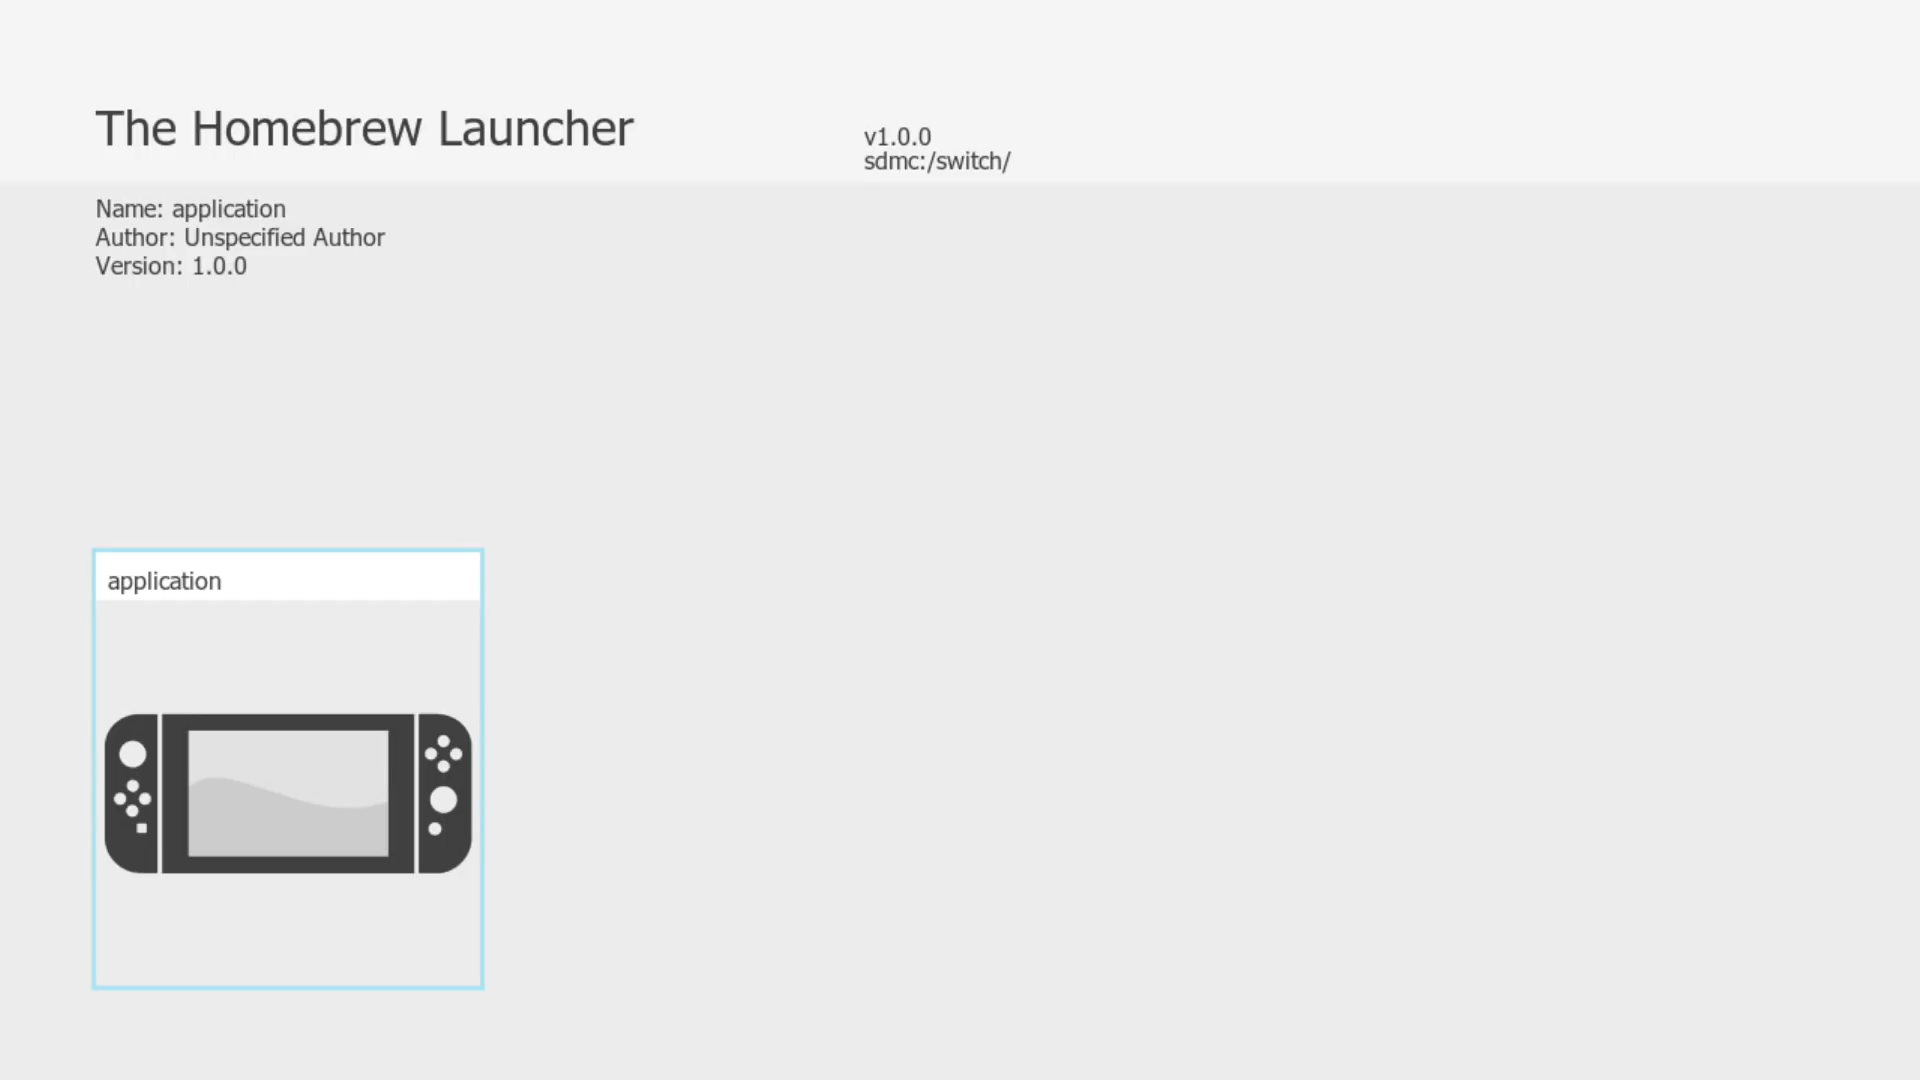 The Homebrew Launcher
v1.0.0
sdmc:/switch/
Name: application
Author: Unspecified Author
Version: 1.0.0
application